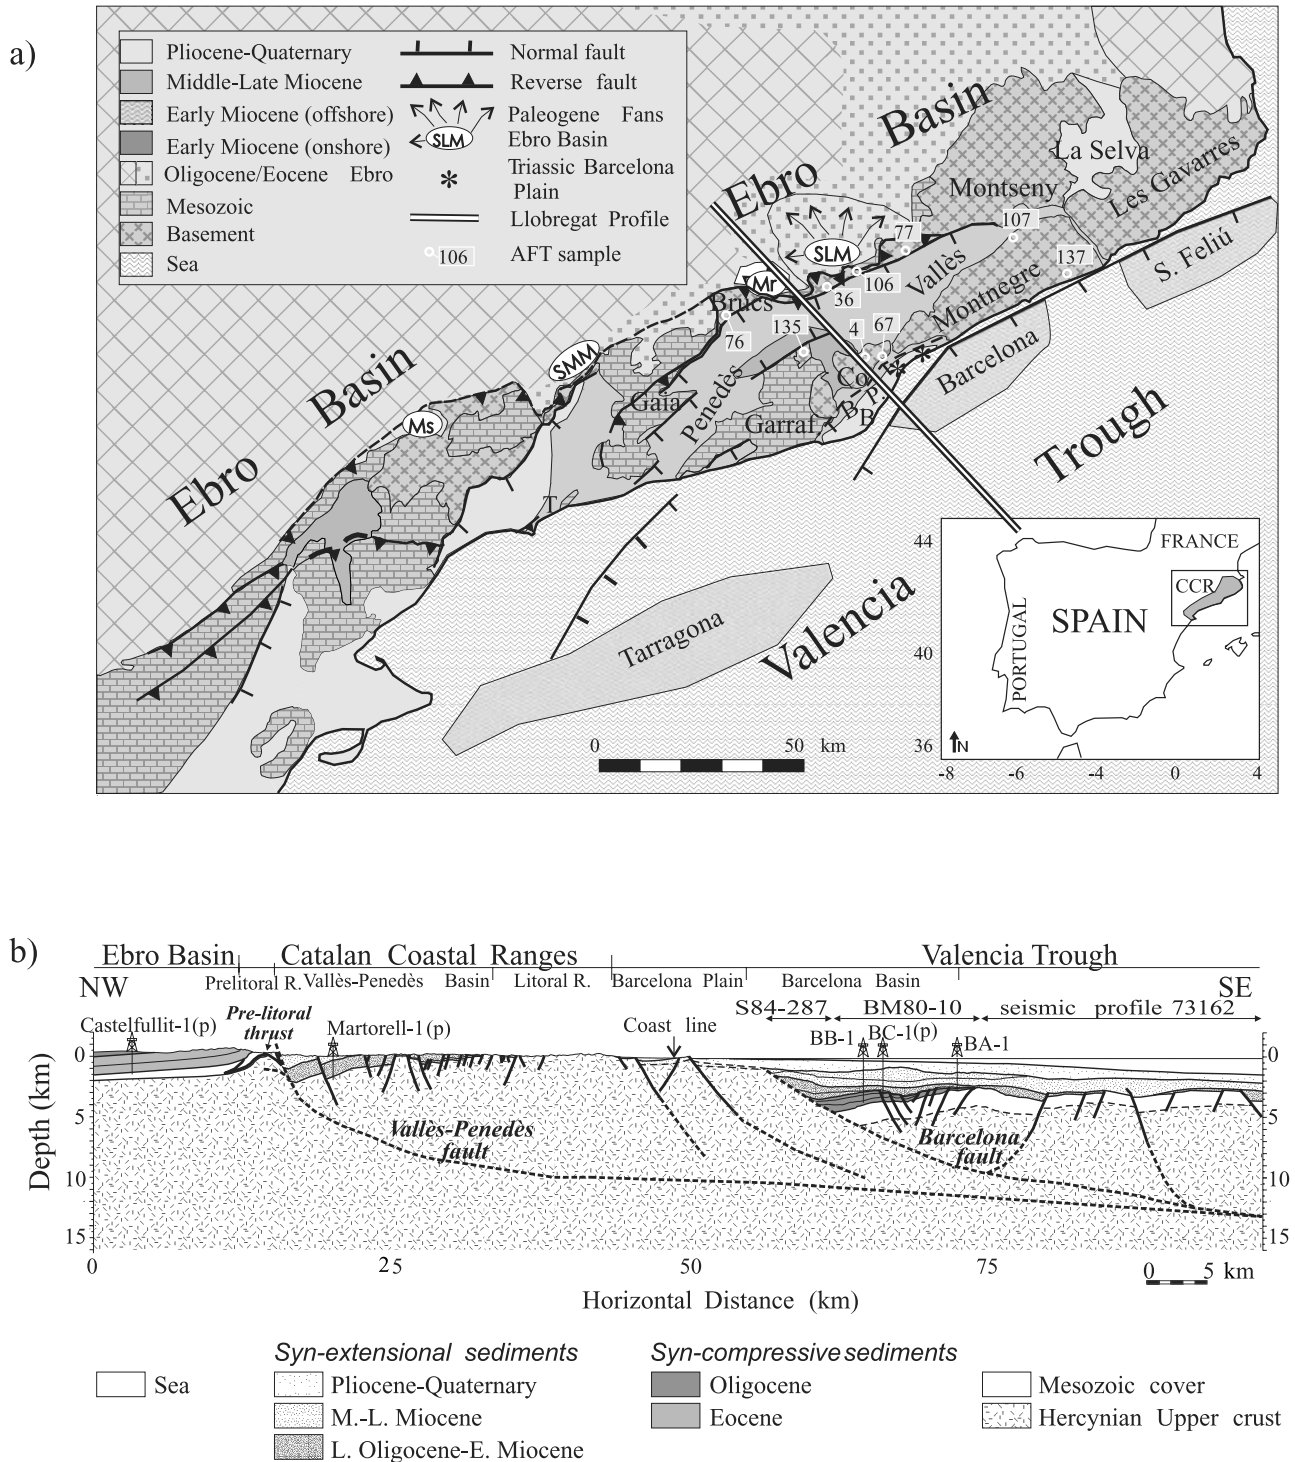 a)
Pliocene-Quaternary
Middle-Late Miocene
Early Miocene (offshore)
Early Miocene (onshore)
Oligocene/Eocene Ebro
Mesozoic
Basement
Sea
Normal fault
Reverse fault
SLM
Paleogene Fans
Ebro Basin
Triassic Barcelona
Plain
Llobregat Profile
106
AFT sample
Ebro
Basin
La Selva
Les Gavarres
Montseny
107
77
SLM
Vallès
137
S. Feliú
Mr
106
36
Montnegre
Brucs
135
4
67
76
Barcelona
SMM
Co.
Gaia
Penedès
B. P.
B
Garraf
Ebro
Basin
Ms
Trough
T.
Valencia
Tarragona
0 50 km
44
FRANCE
CCR
SPAIN
PORTUGAL
40
36
N
-8 -6 -4 0 4
b)
Ebro Basin
Catalan Coastal Ranges
Valencia Trough
NW
Prelitoral R.
Vallès-Penedès Basin
Litoral R.
Barcelona Plain
Barcelona Basin
SE
S84-287
BM80-10
seismic profile 73162
Castelfullit-1(p)
Pre-litoral
thrust
Martorell-1(p)
Coast line
BB-1
BC-1(p)
BA-1
0
5
10
15
Depth (km)
Vallès-Penedès
fault
Barcelona
fault
0
5
10
15
0 25 50 75
0 5 km
Horizontal Distance (km)
Sea
Syn-extensional sediments
Pliocene-Quaternary
M.-L. Miocene
L. Oligocene-E. Miocene
Syn-compressive sediments
Oligocene
Eocene
Mesozoic cover
Hercynian Upper crust